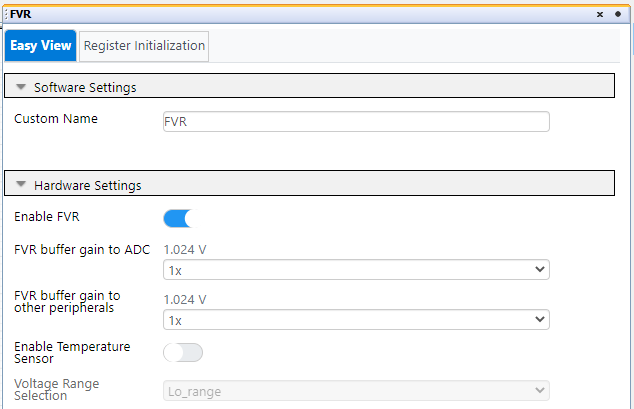 FVR
Easy View
Register Initialization
Software Settings
Custom Name
FVR
Hardware Settings
Enable FVR
FVR buffer gain to ADC
1.024 V
1x
FVR buffer gain to
other peripherals
1.024 V
1x
Enable Temperature
Sensor
Voltage Range
Selection
Lo_range